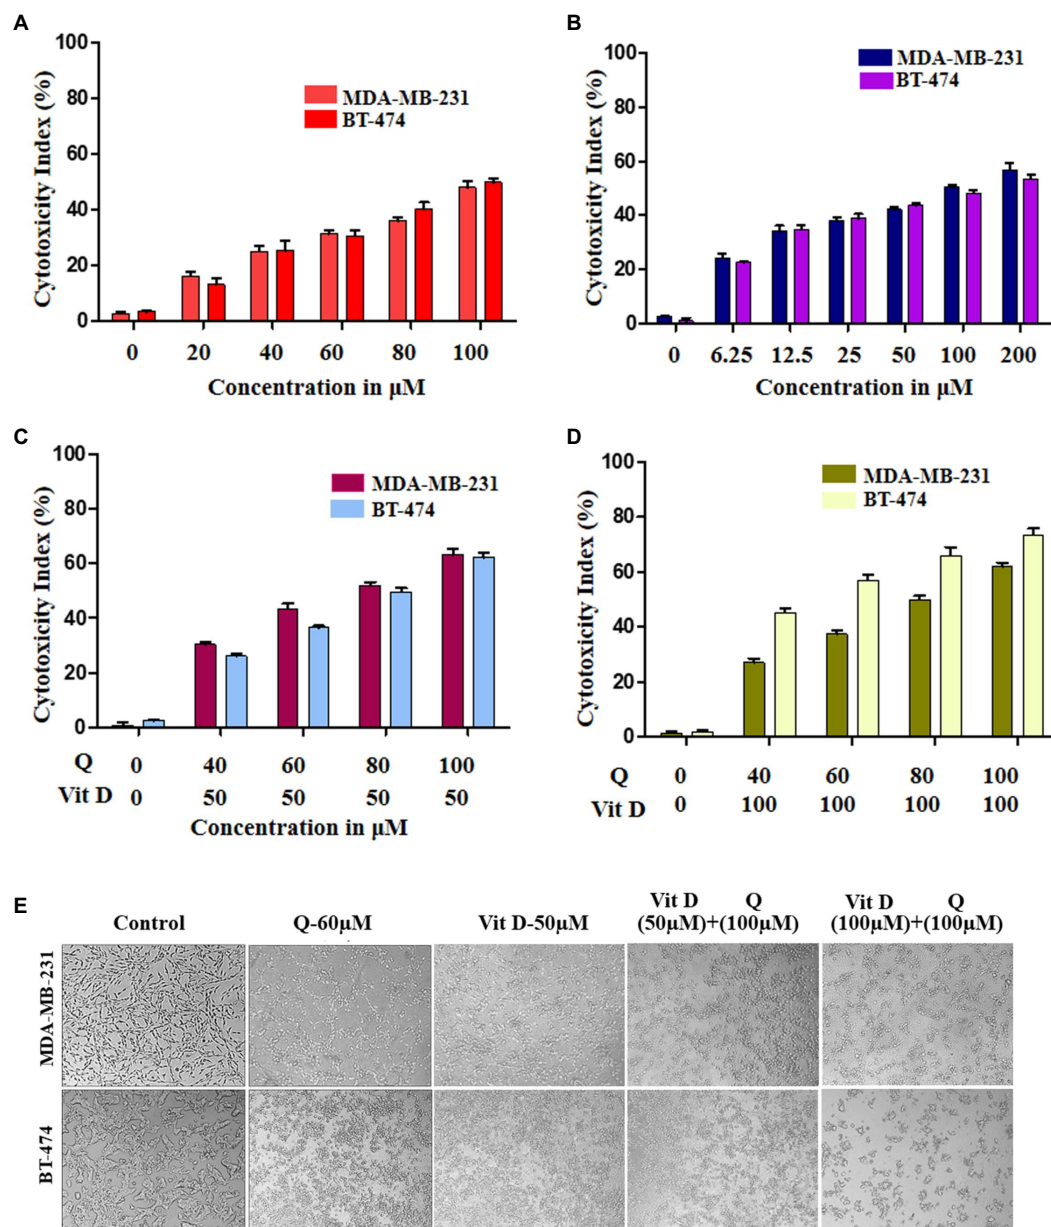 A
100
80
60
40
20
0
Cytotoxicity Index (%)
MDA-MB-231
BT-474
0 20 40 60 80 100
Concentration in µM
B
100
80
60
40
20
0
Cytotoxicity Index (%)
MDA-MB-231
BT-474
0 6.25 12.5 25 50 100 200
Concentration in µM
C
100
80
60
40
20
0
Cytotoxicity Index (%)
MDA-MB-231
BT-474
Q 0 40 60 80 100
Vit D 0 50 50 50 50
Concentration in µM
D
100
80
60
40
20
0
Cytotoxicity Index (%)
MDA-MB-231
BT-474
Q 0 40 60 80 100
Vit D 0 100 100 100 100
E
Control
Q-60µM
Vit D-50µM
Vit D Q
(50µM)+(100µM)
Vit D Q
(100µM)+(100µM)
MDA-MB-231
BT-474